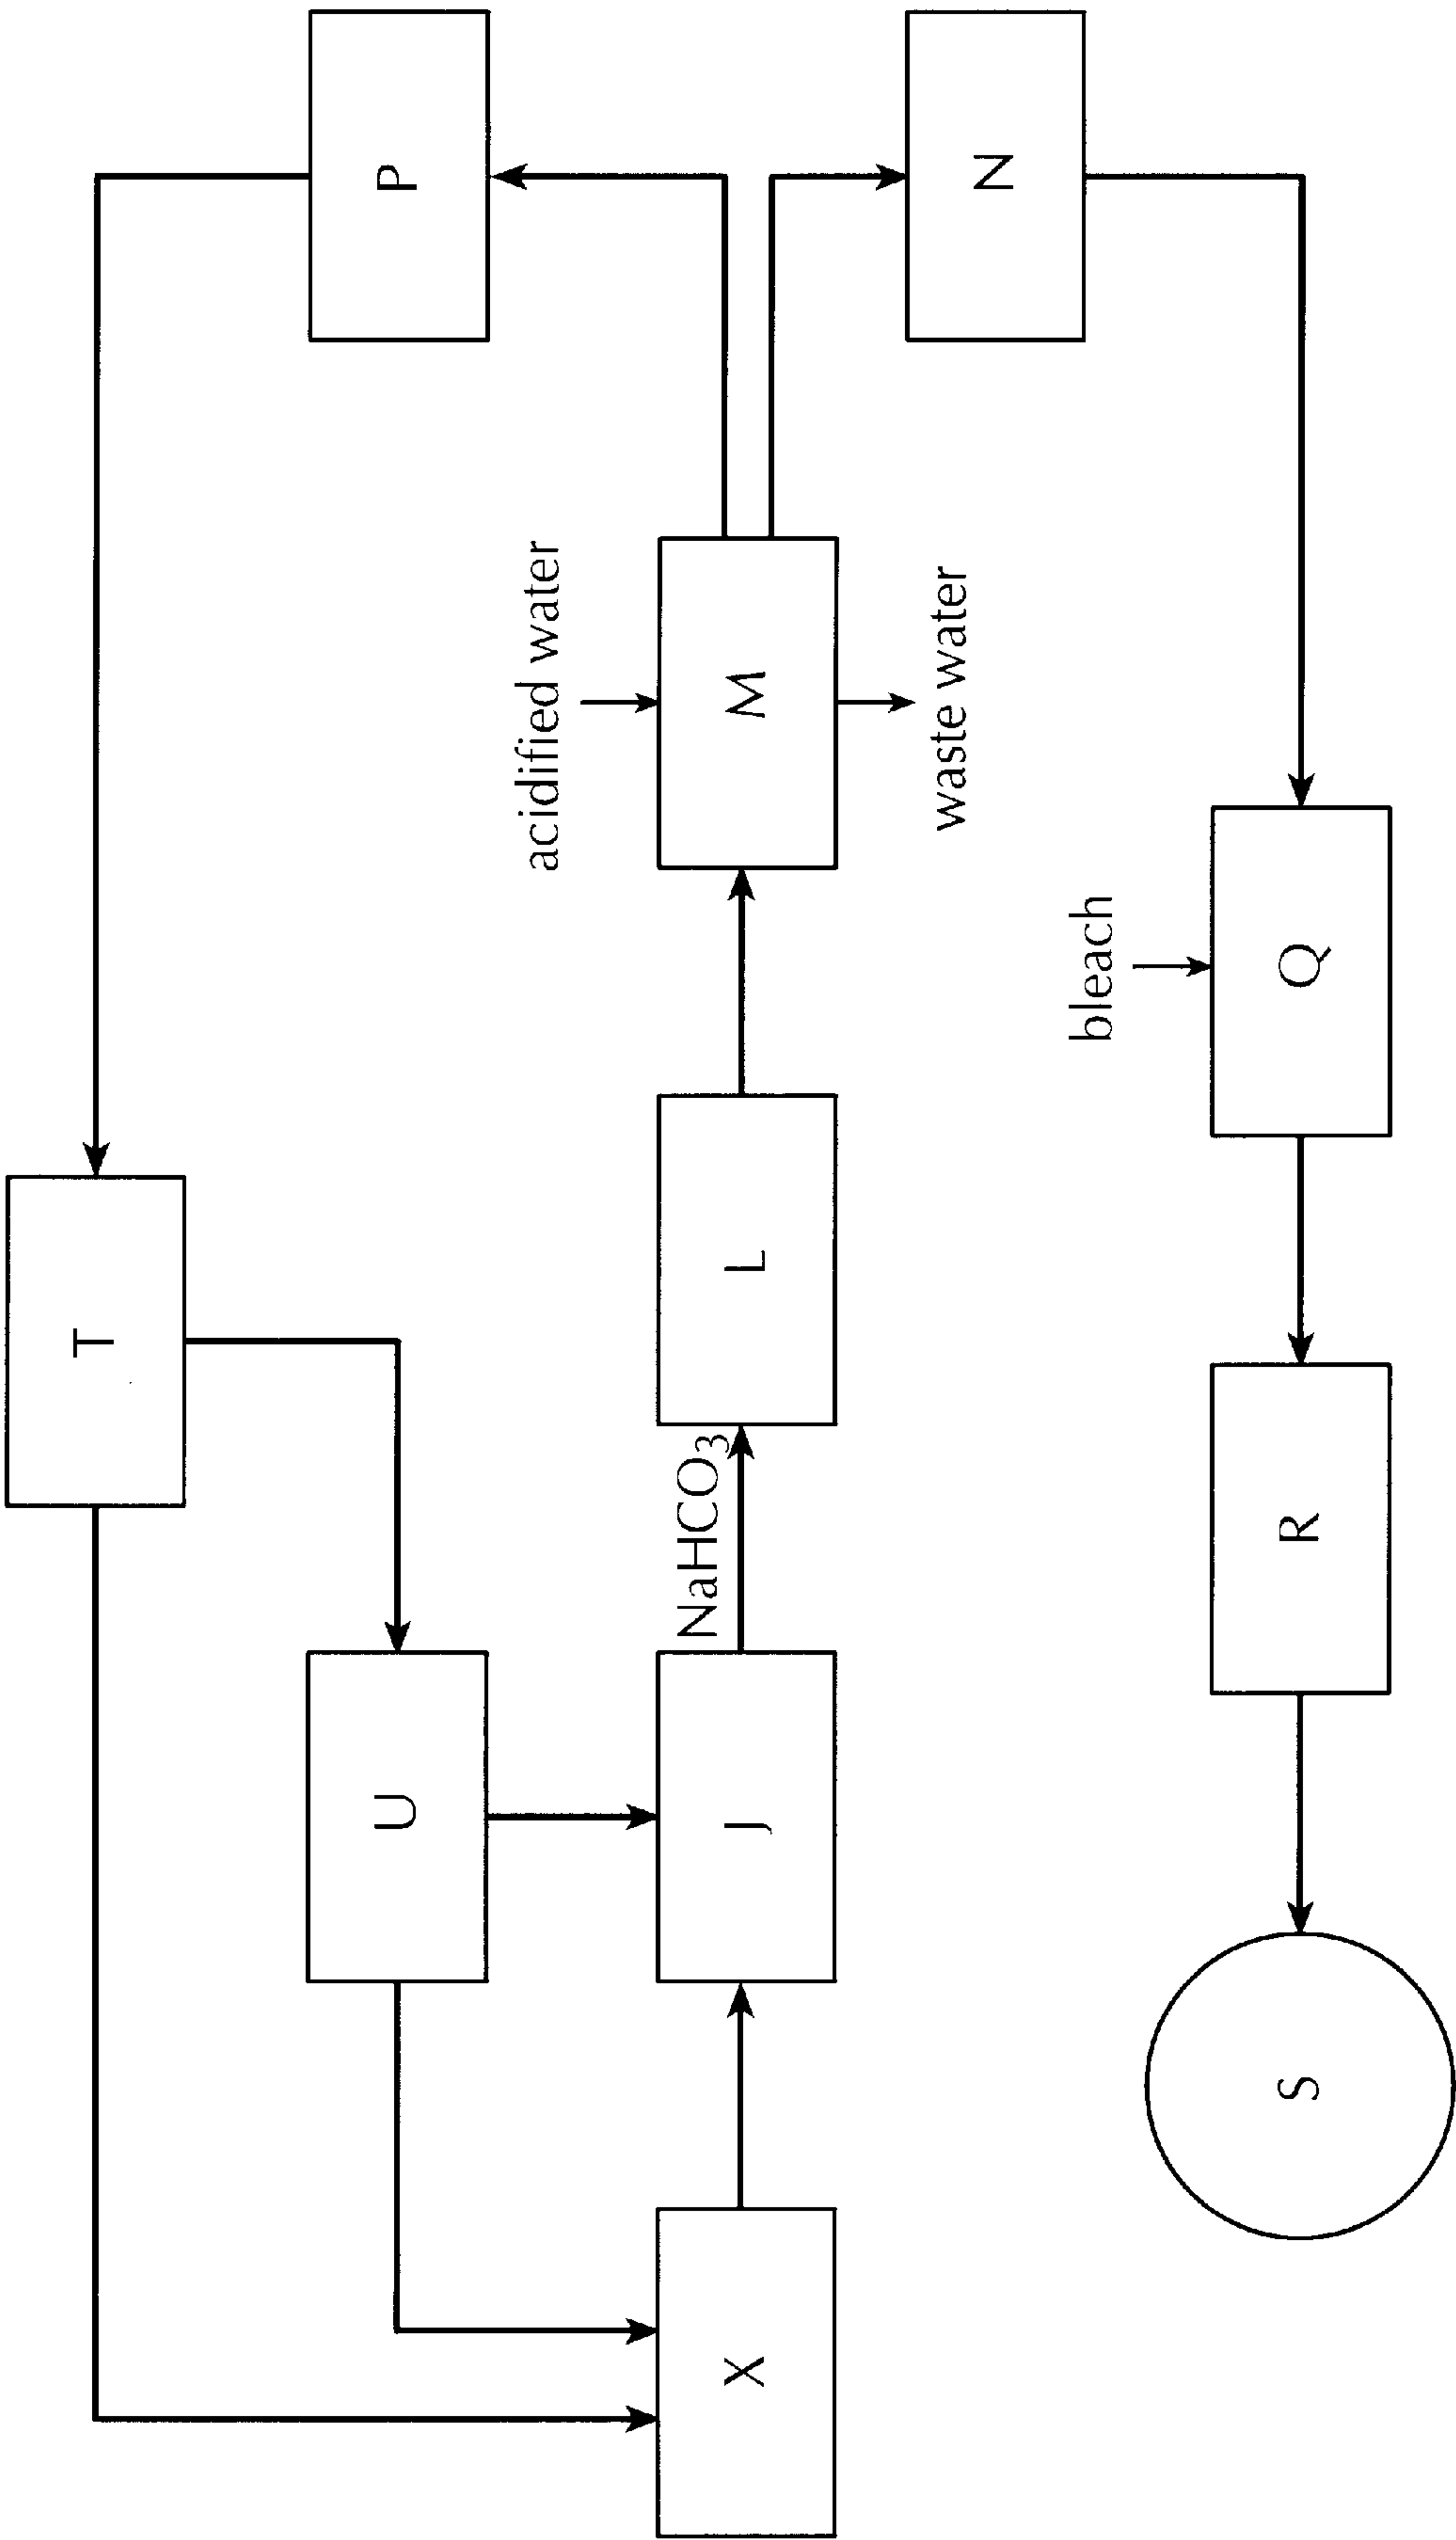 T
P
U
X
J
NaHCO3
L
acidified water
M
waste water
N
bleach
S
R
Q